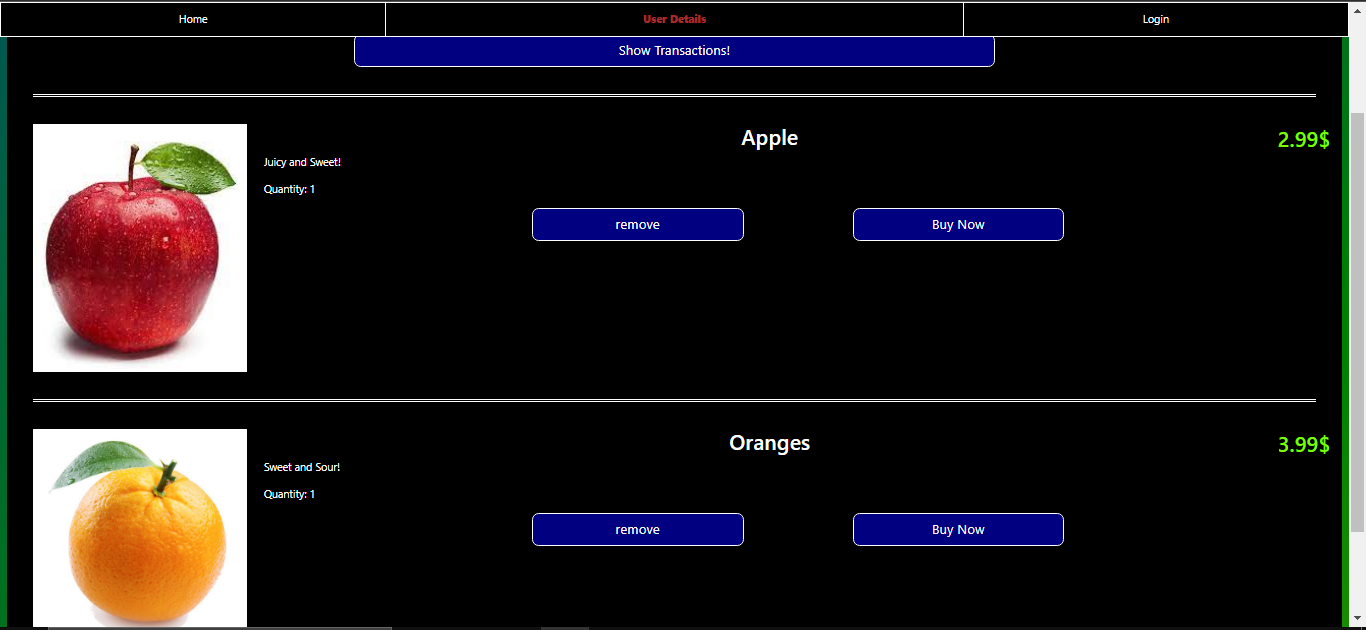 Home User Details Login
Show Transactions!
Apple 2.99$
Juicy and Sweet!
Quantity: 1
remove Buy Now
Oranges 3.99$
Sweet and Sour!
Quantity: 1
remove Buy Now